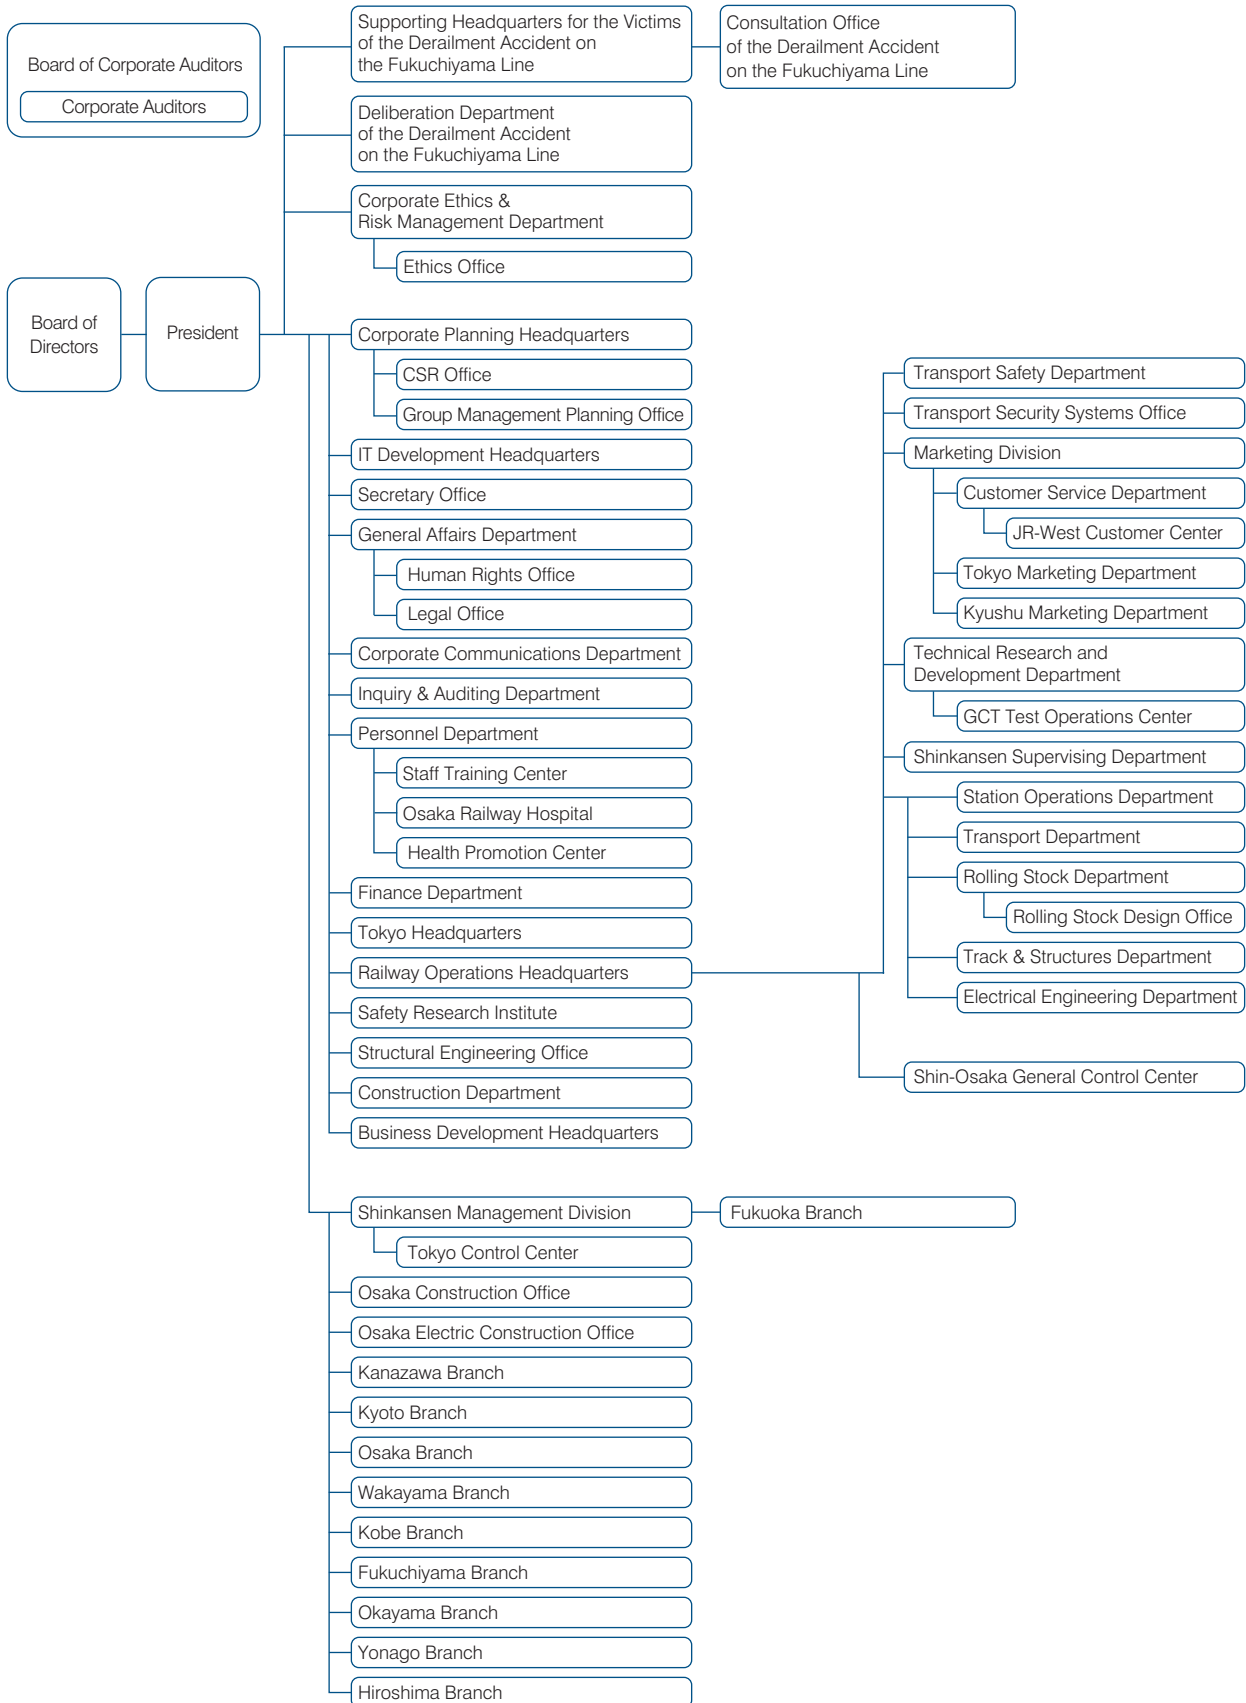 Board of Corporate Auditors
Corporate Auditors
Supporting Headquarters for the Victims
of the Derailment Accident on
the Fukuchiyama Line
Consultation Office
of the Derailment Accident
on the Fukuchiyama Line
Deliberation Department
of the Derailment Accident
on the Fukuchiyama Line
Corporate Ethics &
Risk Management Department
Ethics Office
Board of
Directors
President
Corporate Planning Headquarters
CSR Office
Group Management Planning Office
IT Development Headquarters
Secretary Office
General Affairs Department
Human Rights Office
Legal Office
Corporate Communications Department
Inquiry & Auditing Department
Personnel Department
Staff Training Center
Osaka Railway Hospital
Health Promotion Center
Finance Department
Tokyo Headquarters
Railway Operations Headquarters
Safety Research Institute
Structural Engineering Office
Construction Department
Business Development Headquarters
Transport Safety Department
Transport Security Systems Office
Marketing Division
Customer Service Department
JR-West Customer Center
Tokyo Marketing Department
Kyushu Marketing Department
Technical Research and
Development Department
GCT Test Operations Center
Shinkansen Supervising Department
Station Operations Department
Transport Department
Rolling Stock Department
Rolling Stock Design Office
Track & Structures Department
Electrical Engineering Department
Shin-Osaka General Control Center
Shinkansen Management Division
Fukuoka Branch
Tokyo Control Center
Osaka Construction Office
Osaka Electric Construction Office
Kanazawa Branch
Kyoto Branch
Osaka Branch
Wakayama Branch
Kobe Branch
Fukuchiyama Branch
Okayama Branch
Yonago Branch
Hiroshima Branch